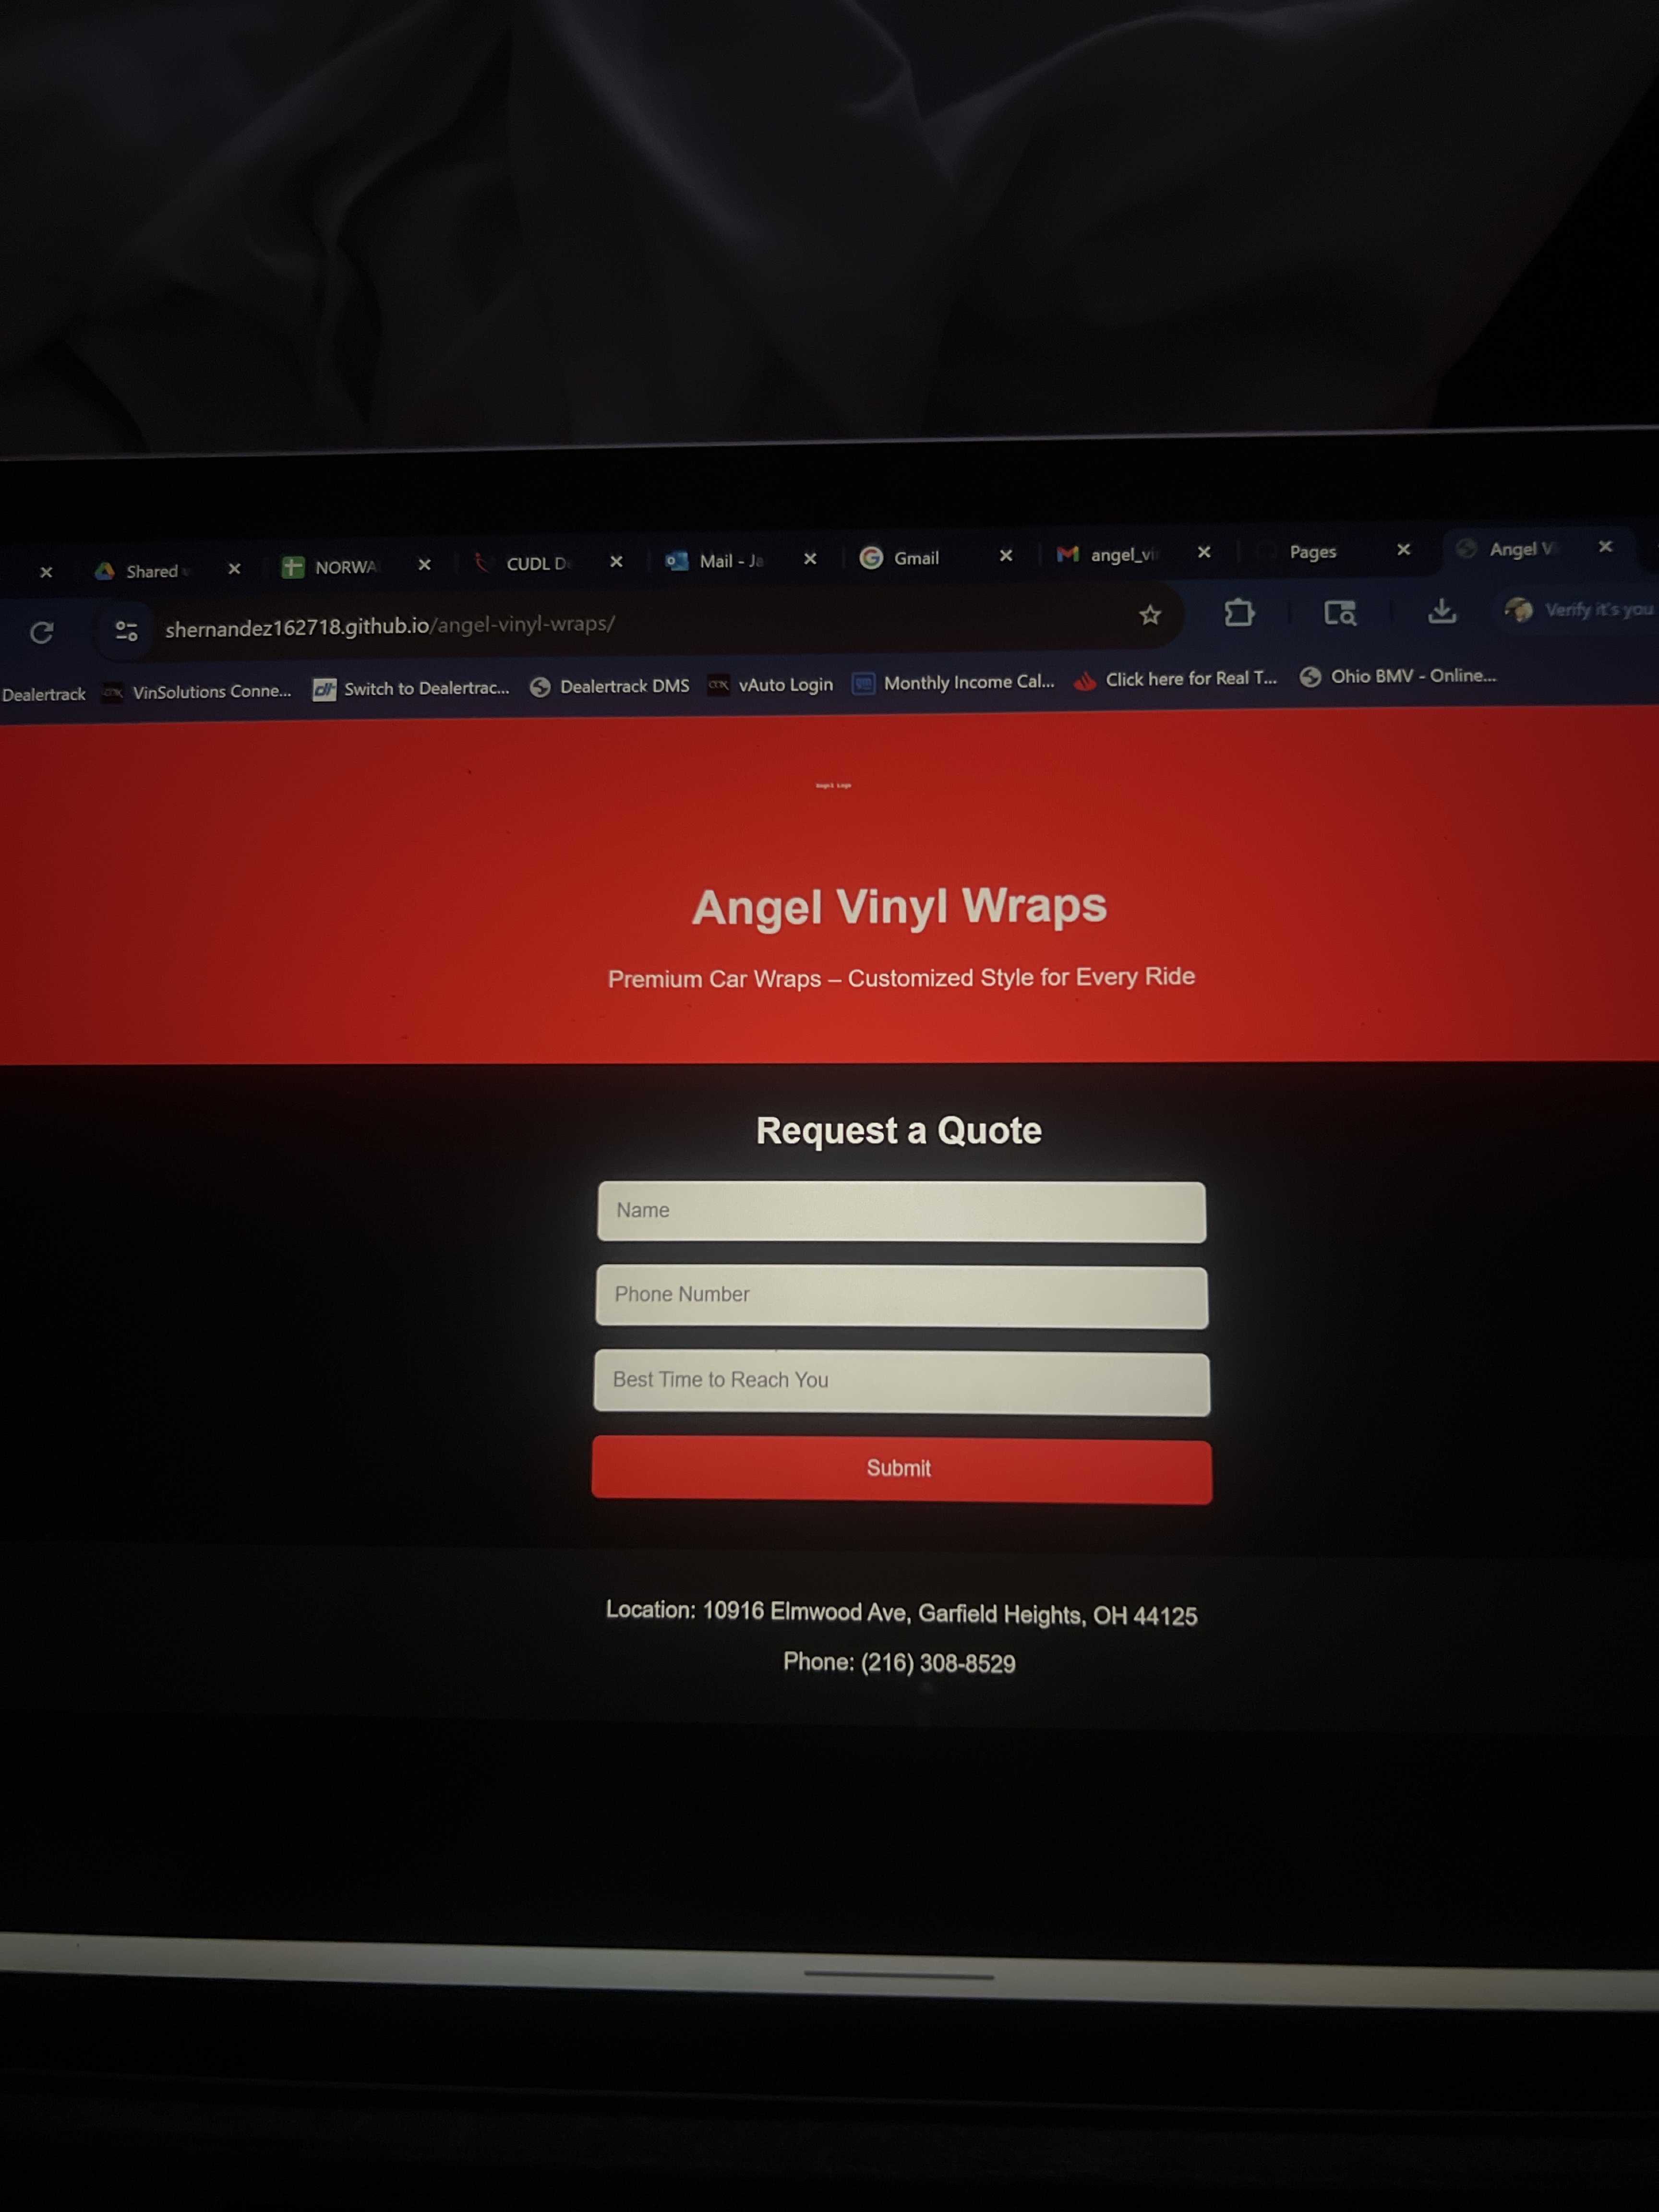 Shared
NORWA
CUDL D
Mail - Ja
Gmail
angel_vi
Pages
Angel V
shernandez162718.github.io/angel-vinyl-wraps/
Verify it's you
Dealertrack
VinSolutions Conne...
Switch to Dealertrac...
Dealertrack DMS
vAuto Login
Monthly Income Cal...
Click here for Real T...
Ohio BMV - Online...
Angel Logo
Angel Vinyl Wraps
Premium Car Wraps – Customized Style for Every Ride
Request a Quote
Name
Phone Number
Best Time to Reach You
Submit
Location: 10916 Elmwood Ave, Garfield Heights, OH 44125
Phone: (216) 308-8529